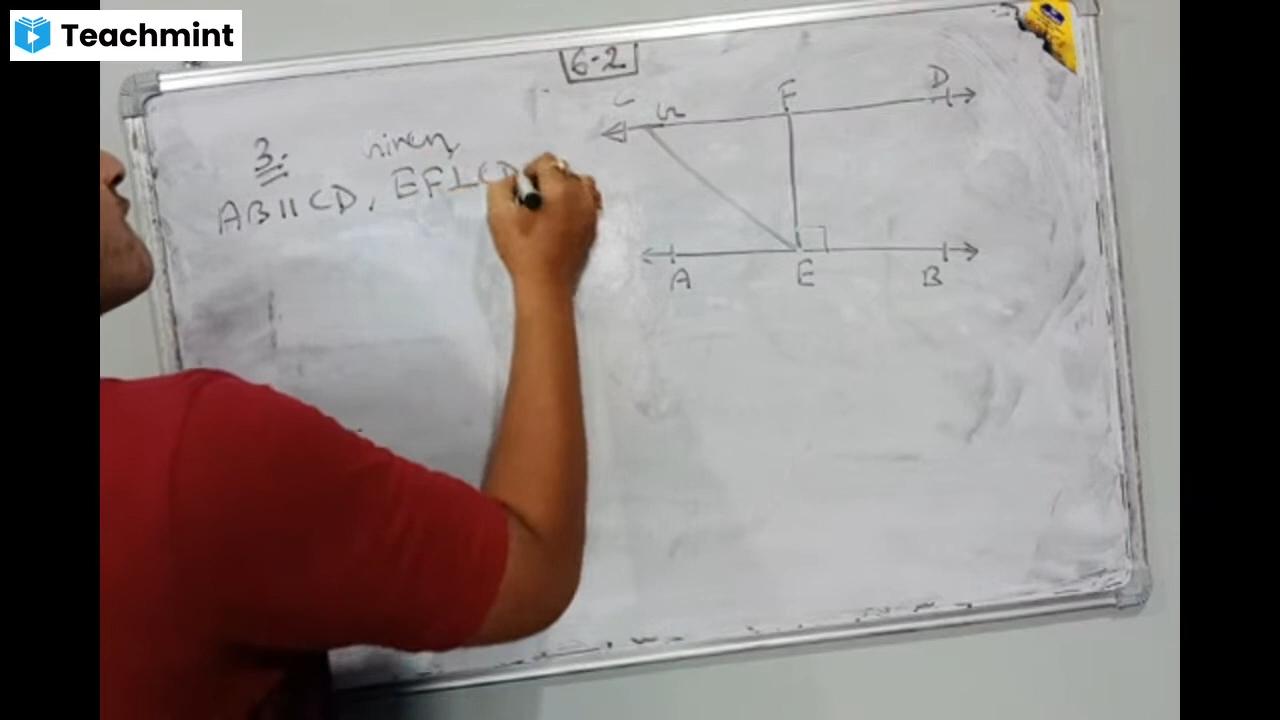 Teachmint
6.2
3. Given
AB || CD, EF ⊥ CD
C G F D
A E B